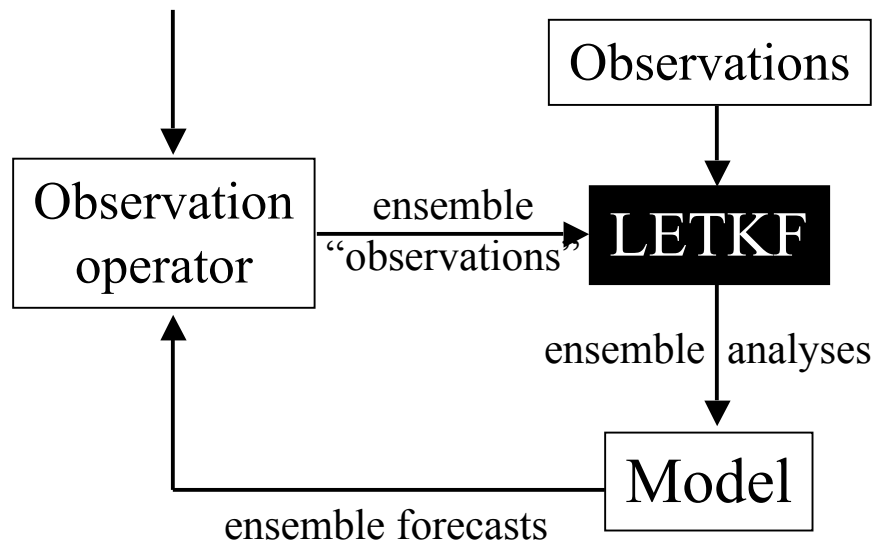 Observations
Observation
operator
ensemble
“observations”
LETKF
ensemble analyses
Model
ensemble forecasts